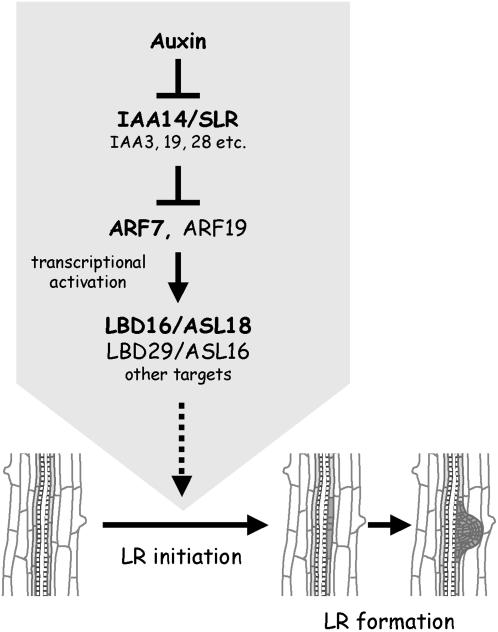 Auxin
IAA14/SLR
IAA3, 19, 28 etc.
ARF7, ARF19
transcriptional
activation
LBD16/ASL18
LBD29/ASL16
other targets
LR initiation
LR formation